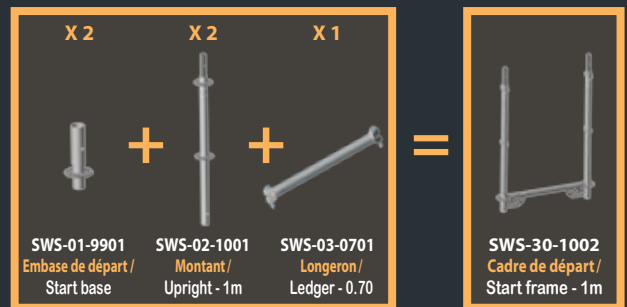 X 2
X 2
X 1
+
+
=
SWS-01-9901
Embase de départ /
Start base
SWS-02-1001
Montant /
Upright - 1m
SWS-03-0701
Longeron /
Ledger - 0.70
SWS-30-1002
Cadre de départ /
Start frame - 1m